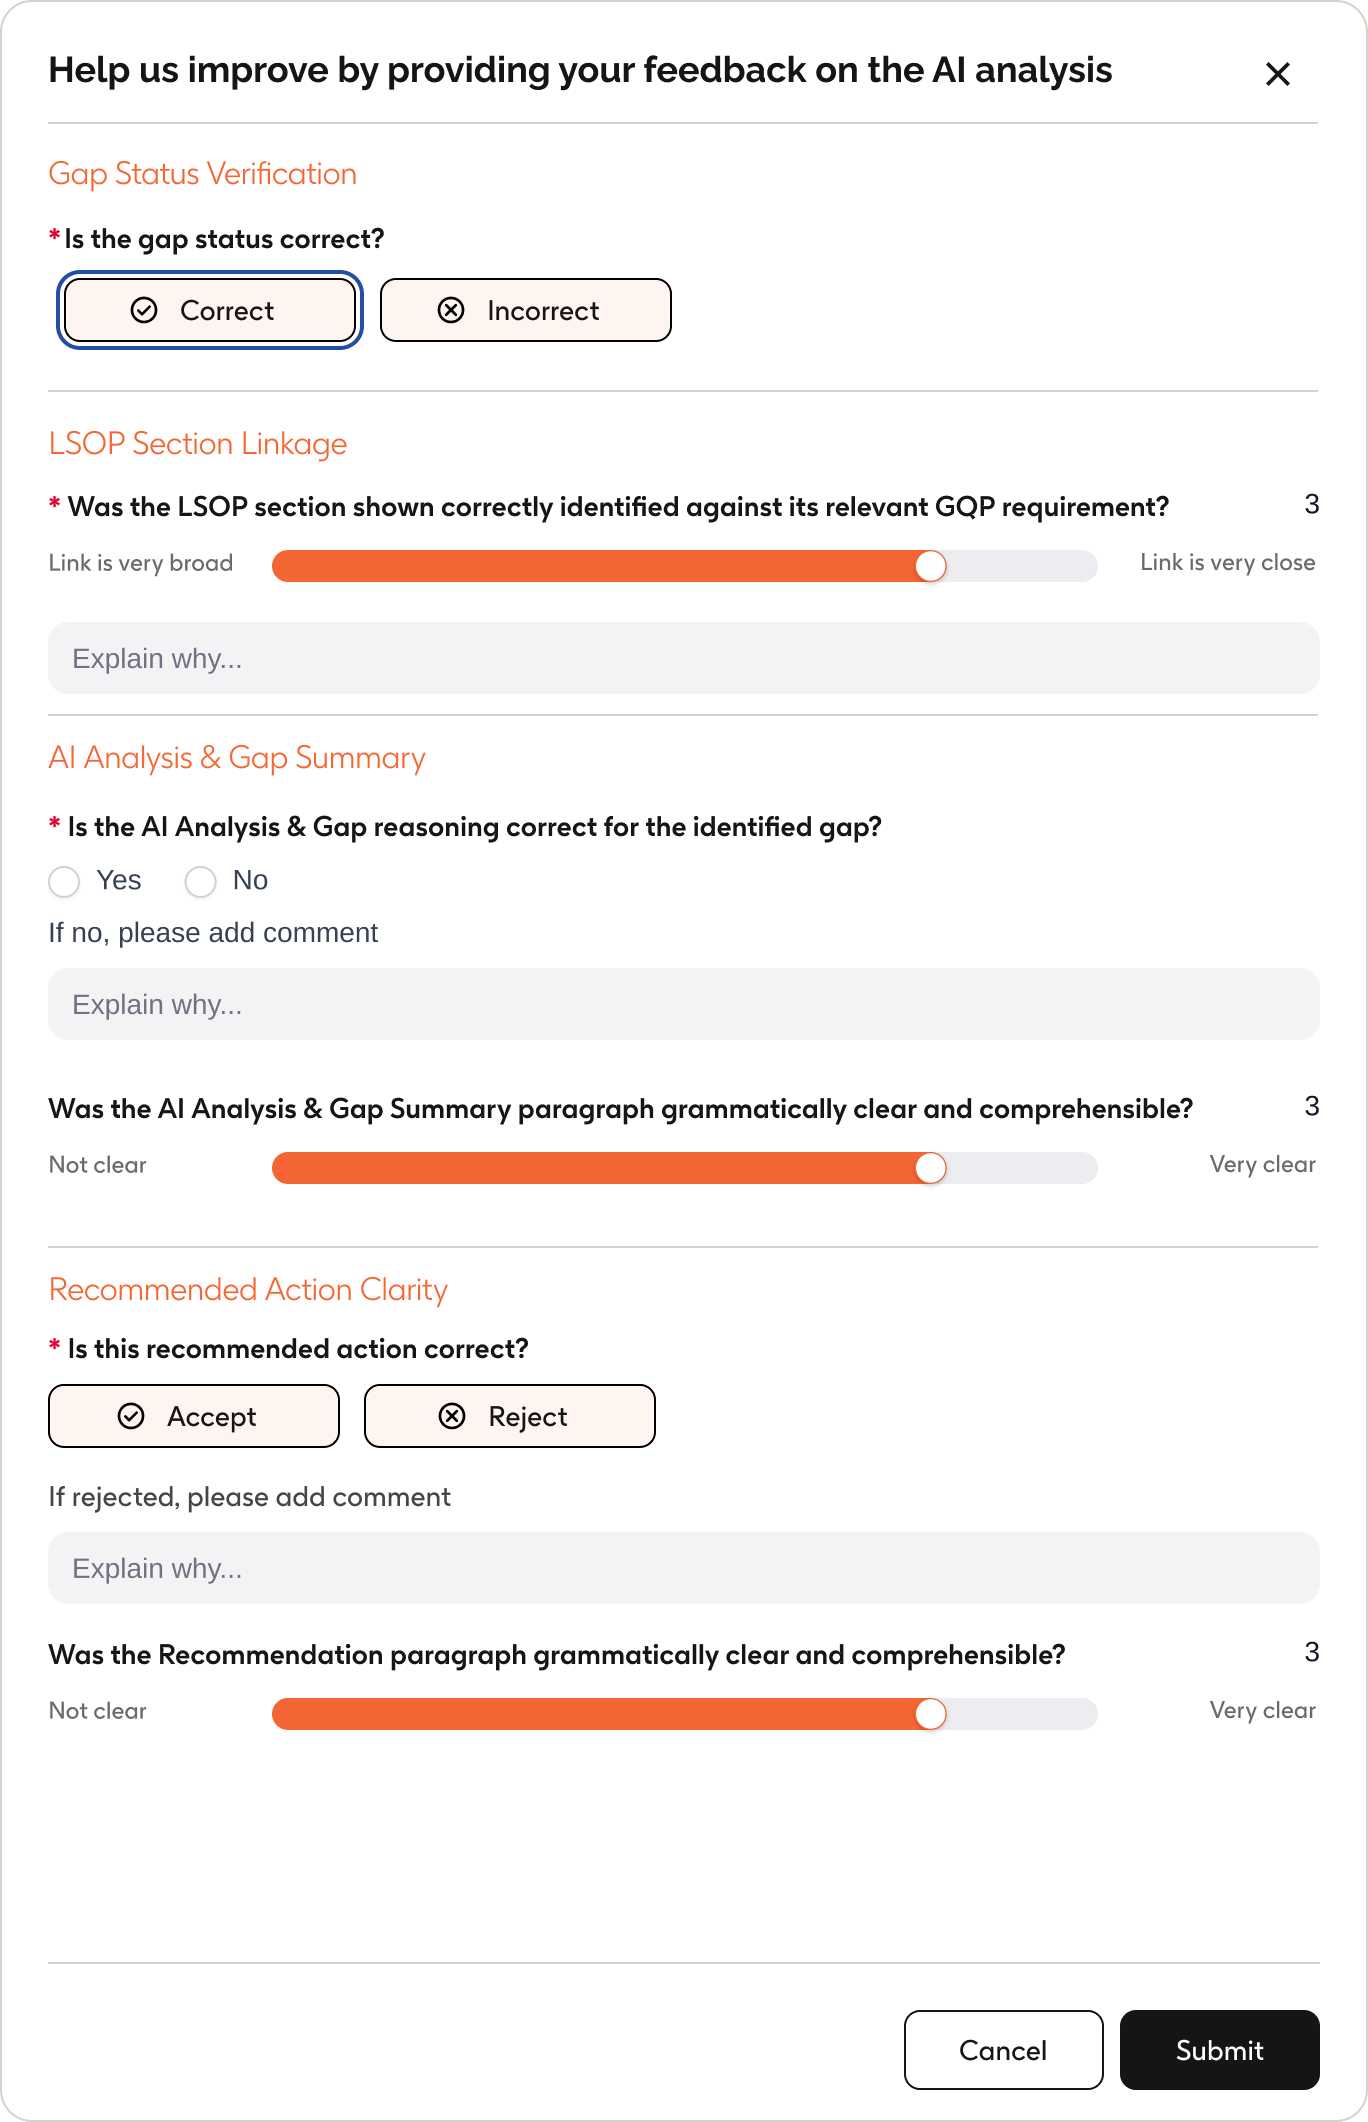 Help us improve by providing your feedback on the AI analysis
Gap Status Verification
*Is the gap status correct?
Correct
Incorrect
LSOP Section Linkage
* Was the LSOP section shown correctly identified against its relevant GQP requirement?
3
Link is very broad
Link is very close
Explain why...
AI Analysis & Gap Summary
* Is the AI Analysis & Gap reasoning correct for the identified gap?
Yes
No
If no, please add comment
Explain why...
Was the AI Analysis & Gap Summary paragraph grammatically clear and comprehensible?
3
Not clear
Very clear
Recommended Action Clarity
* Is this recommended action correct?
Accept
Reject
If rejected, please add comment
Explain why...
Was the Recommendation paragraph grammatically clear and comprehensible?
3
Not clear
Very clear
Cancel
Submit